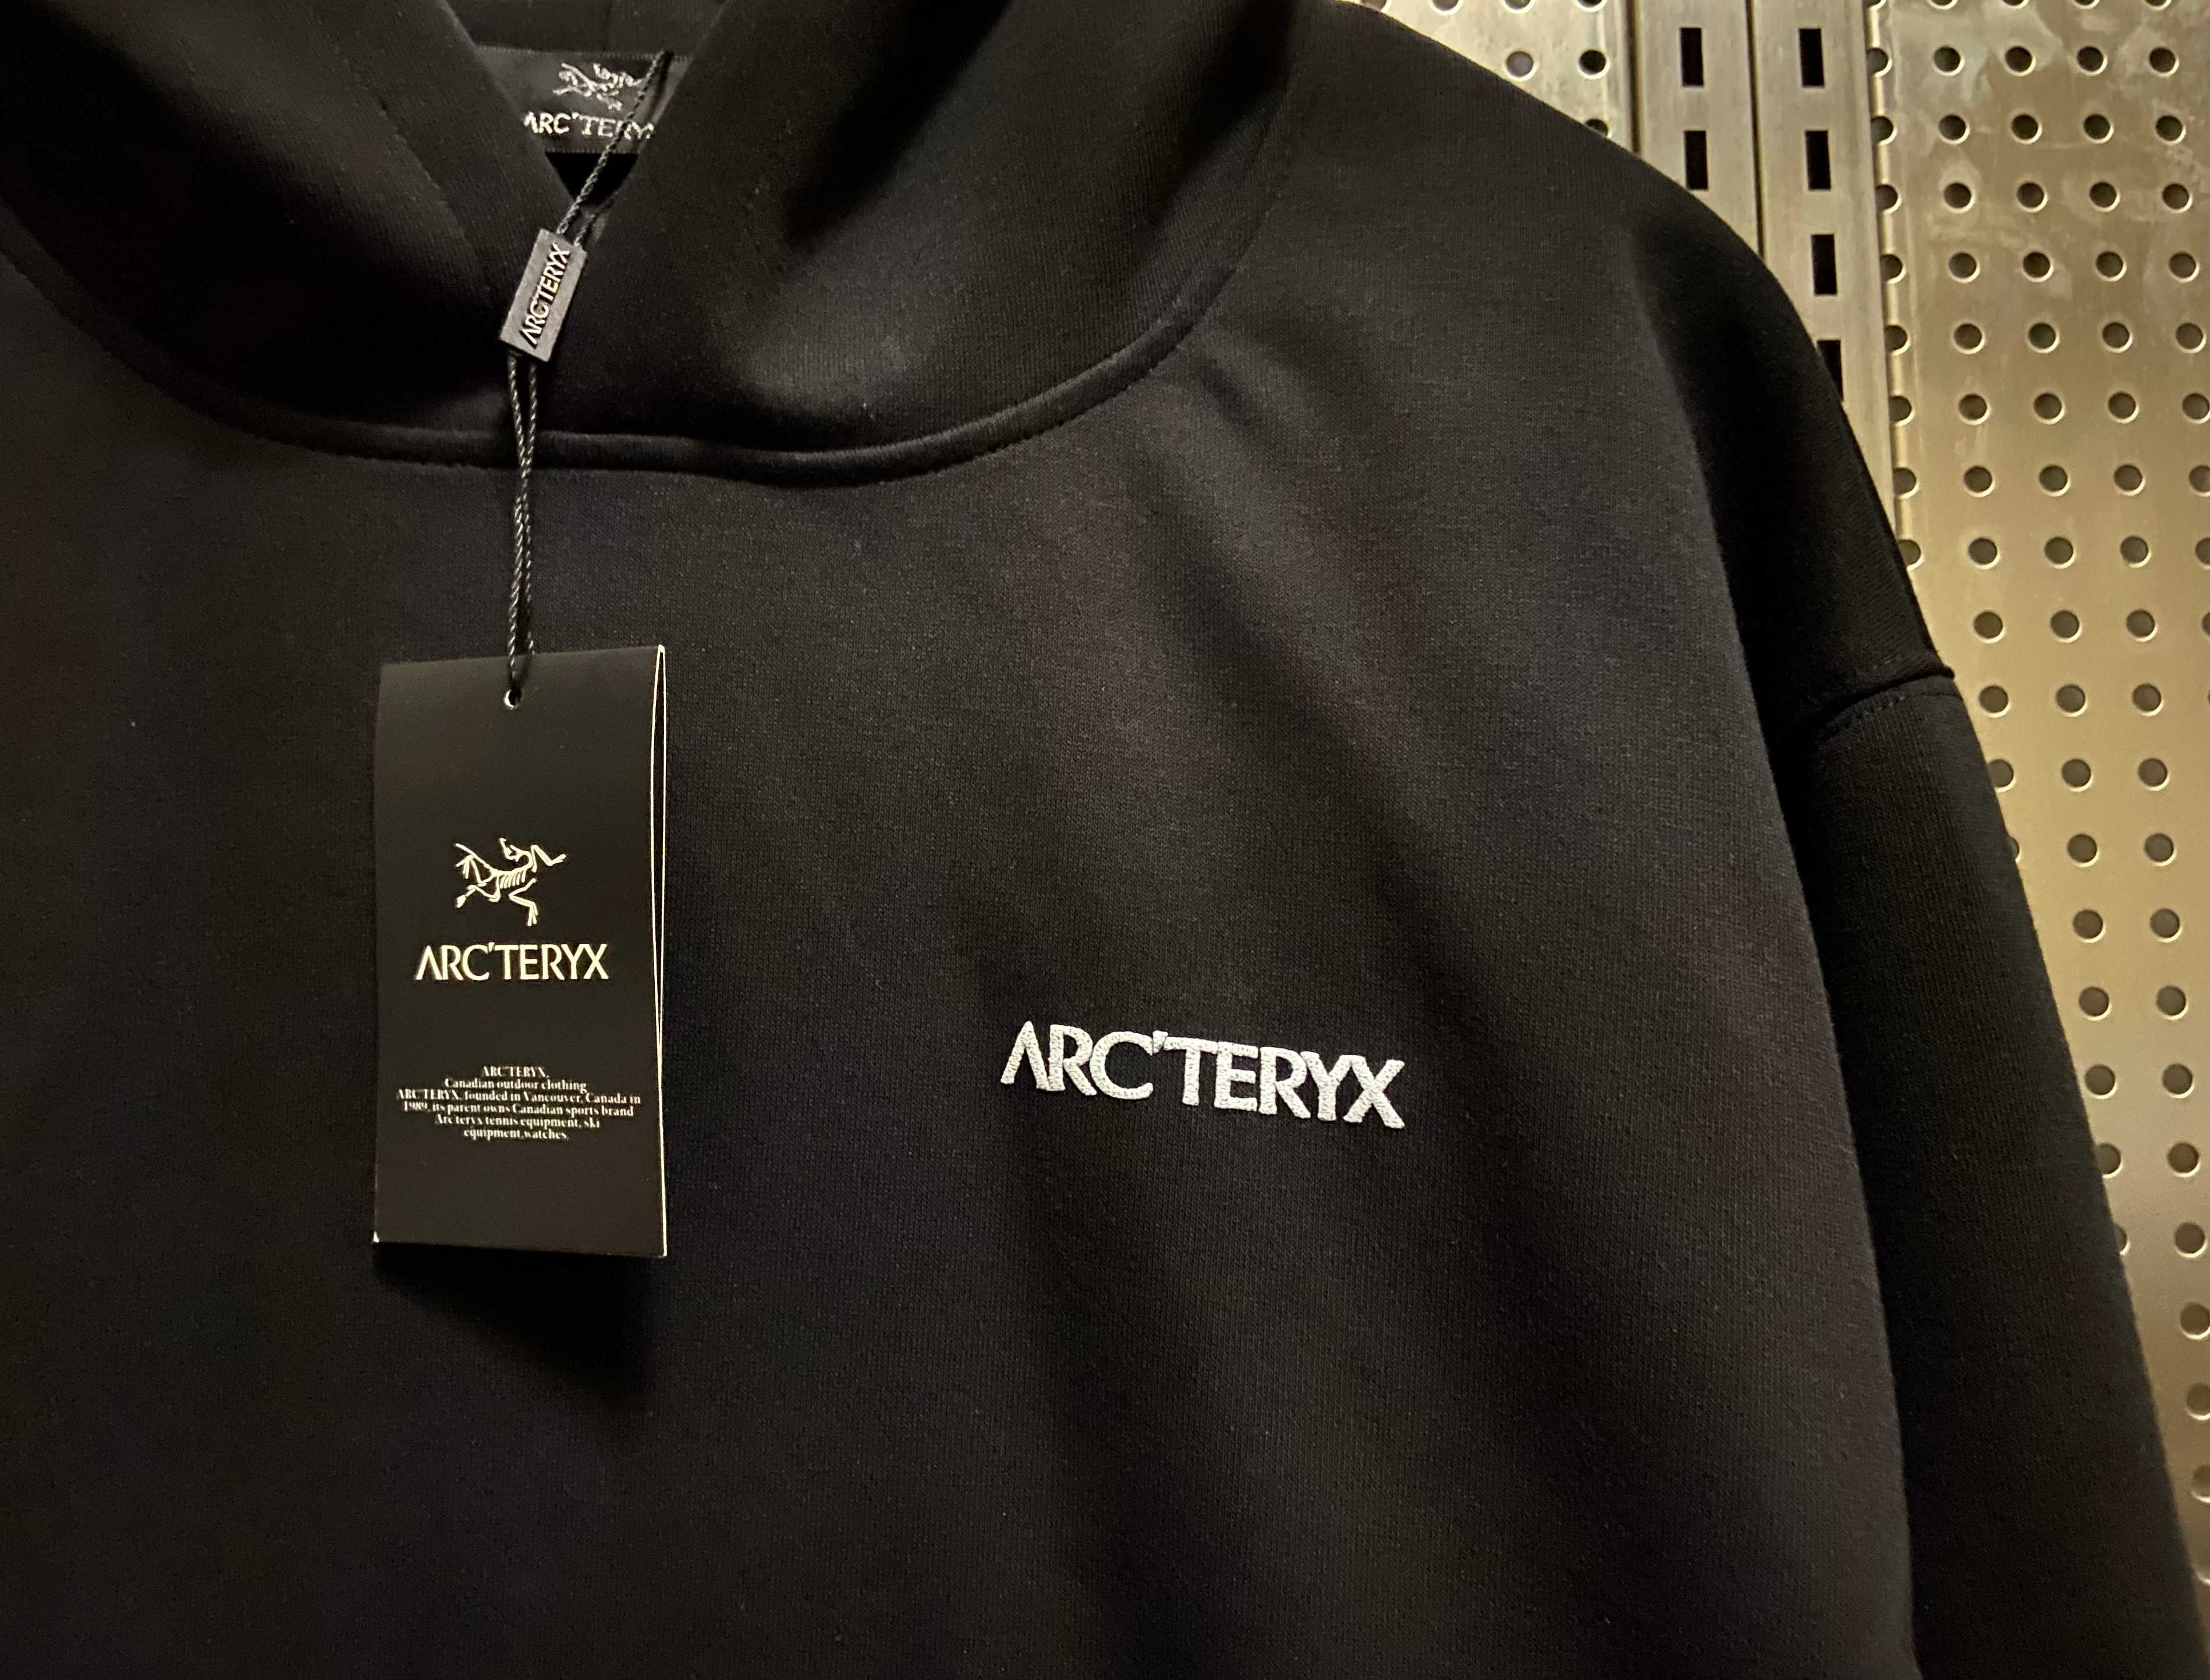 ARC'TERYX
ARC'TERYX
ARC'TERYX
ARC'TERYX.
Canadian outdoor clothing
ARC'TERYX, founded in Vancouver, Canada in
1989, its parent owns Canadian sports brand
Arc'teryx tennis equipment, ski
equipment,watches.
ARC'TERYX